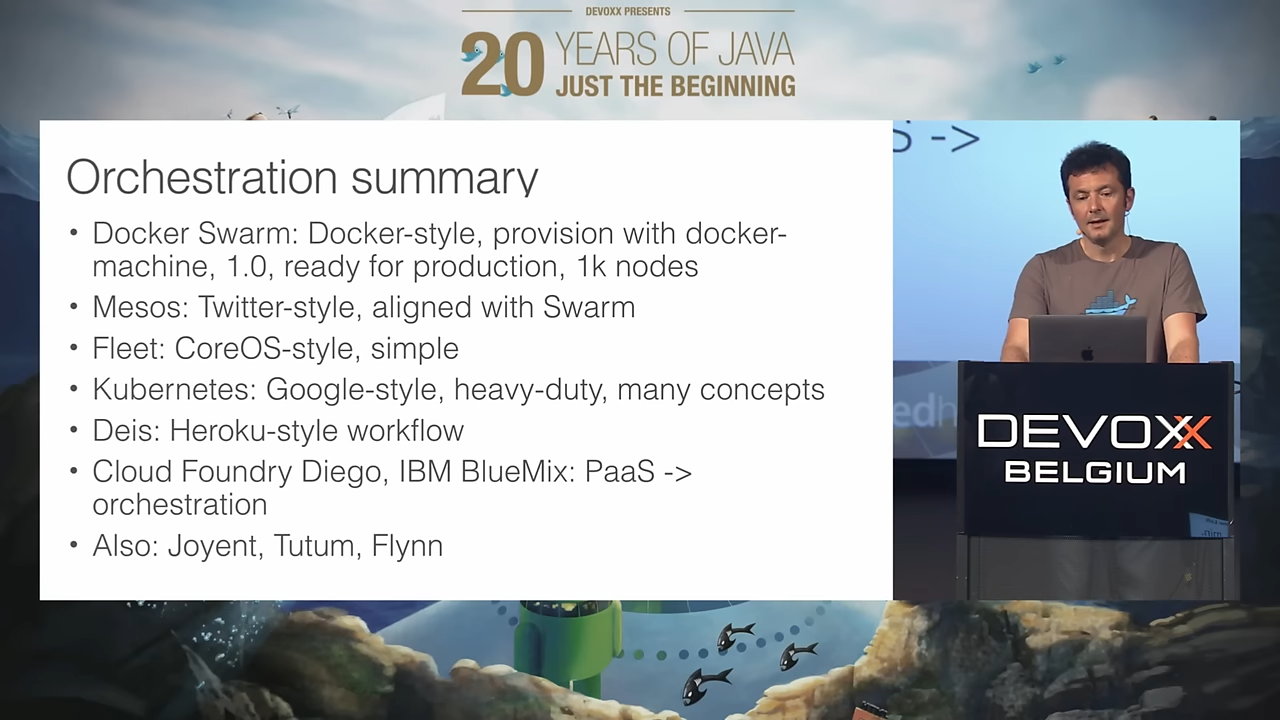 DEVOXX PRESENTS
20 YEARS OF JAVA
JUST THE BEGINNING
Orchestration summary
• Docker Swarm: Docker-style, provision with docker-
machine, 1.0, ready for production, 1k nodes
• Mesos: Twitter-style, aligned with Swarm
• Fleet: CoreOS-style, simple
• Kubernetes: Google-style, heavy-duty, many concepts
• Deis: Heroku-style workflow
• Cloud Foundry Diego, IBM BlueMix: PaaS ->
orchestration
• Also: Joyent, Tutum, Flynn
S ->
DEVOXX
BELGIUM